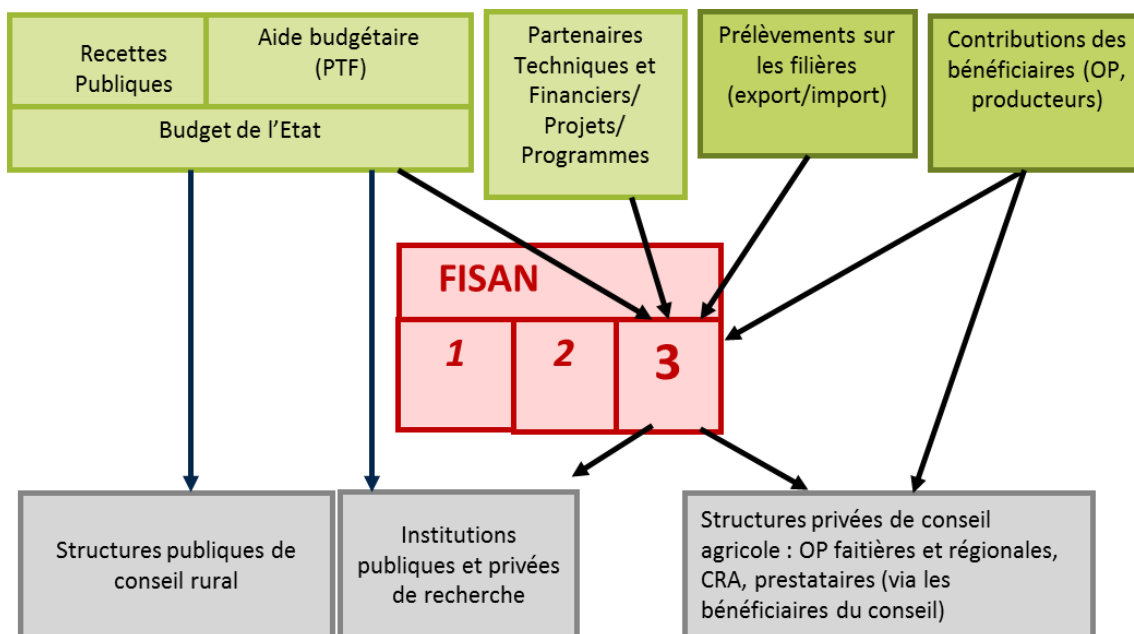 Recettes
Publiques
Aide budgétaire
(PTF)
Budget de l'Etat
Partenaires
Techniques et
Financiers/
Projets/
Programmes
Prélèvements sur
les filières
(export/import)
Contributions des
bénéficiaires (OP,
producteurs)
FISAN
1
2
3
Structures publiques de
conseil rural
Institutions
publiques et privées
de recherche
Structures privées de conseil
agricole : OP faitières et régionales,
CRA, prestataires (via les
bénéficiaires du conseil)